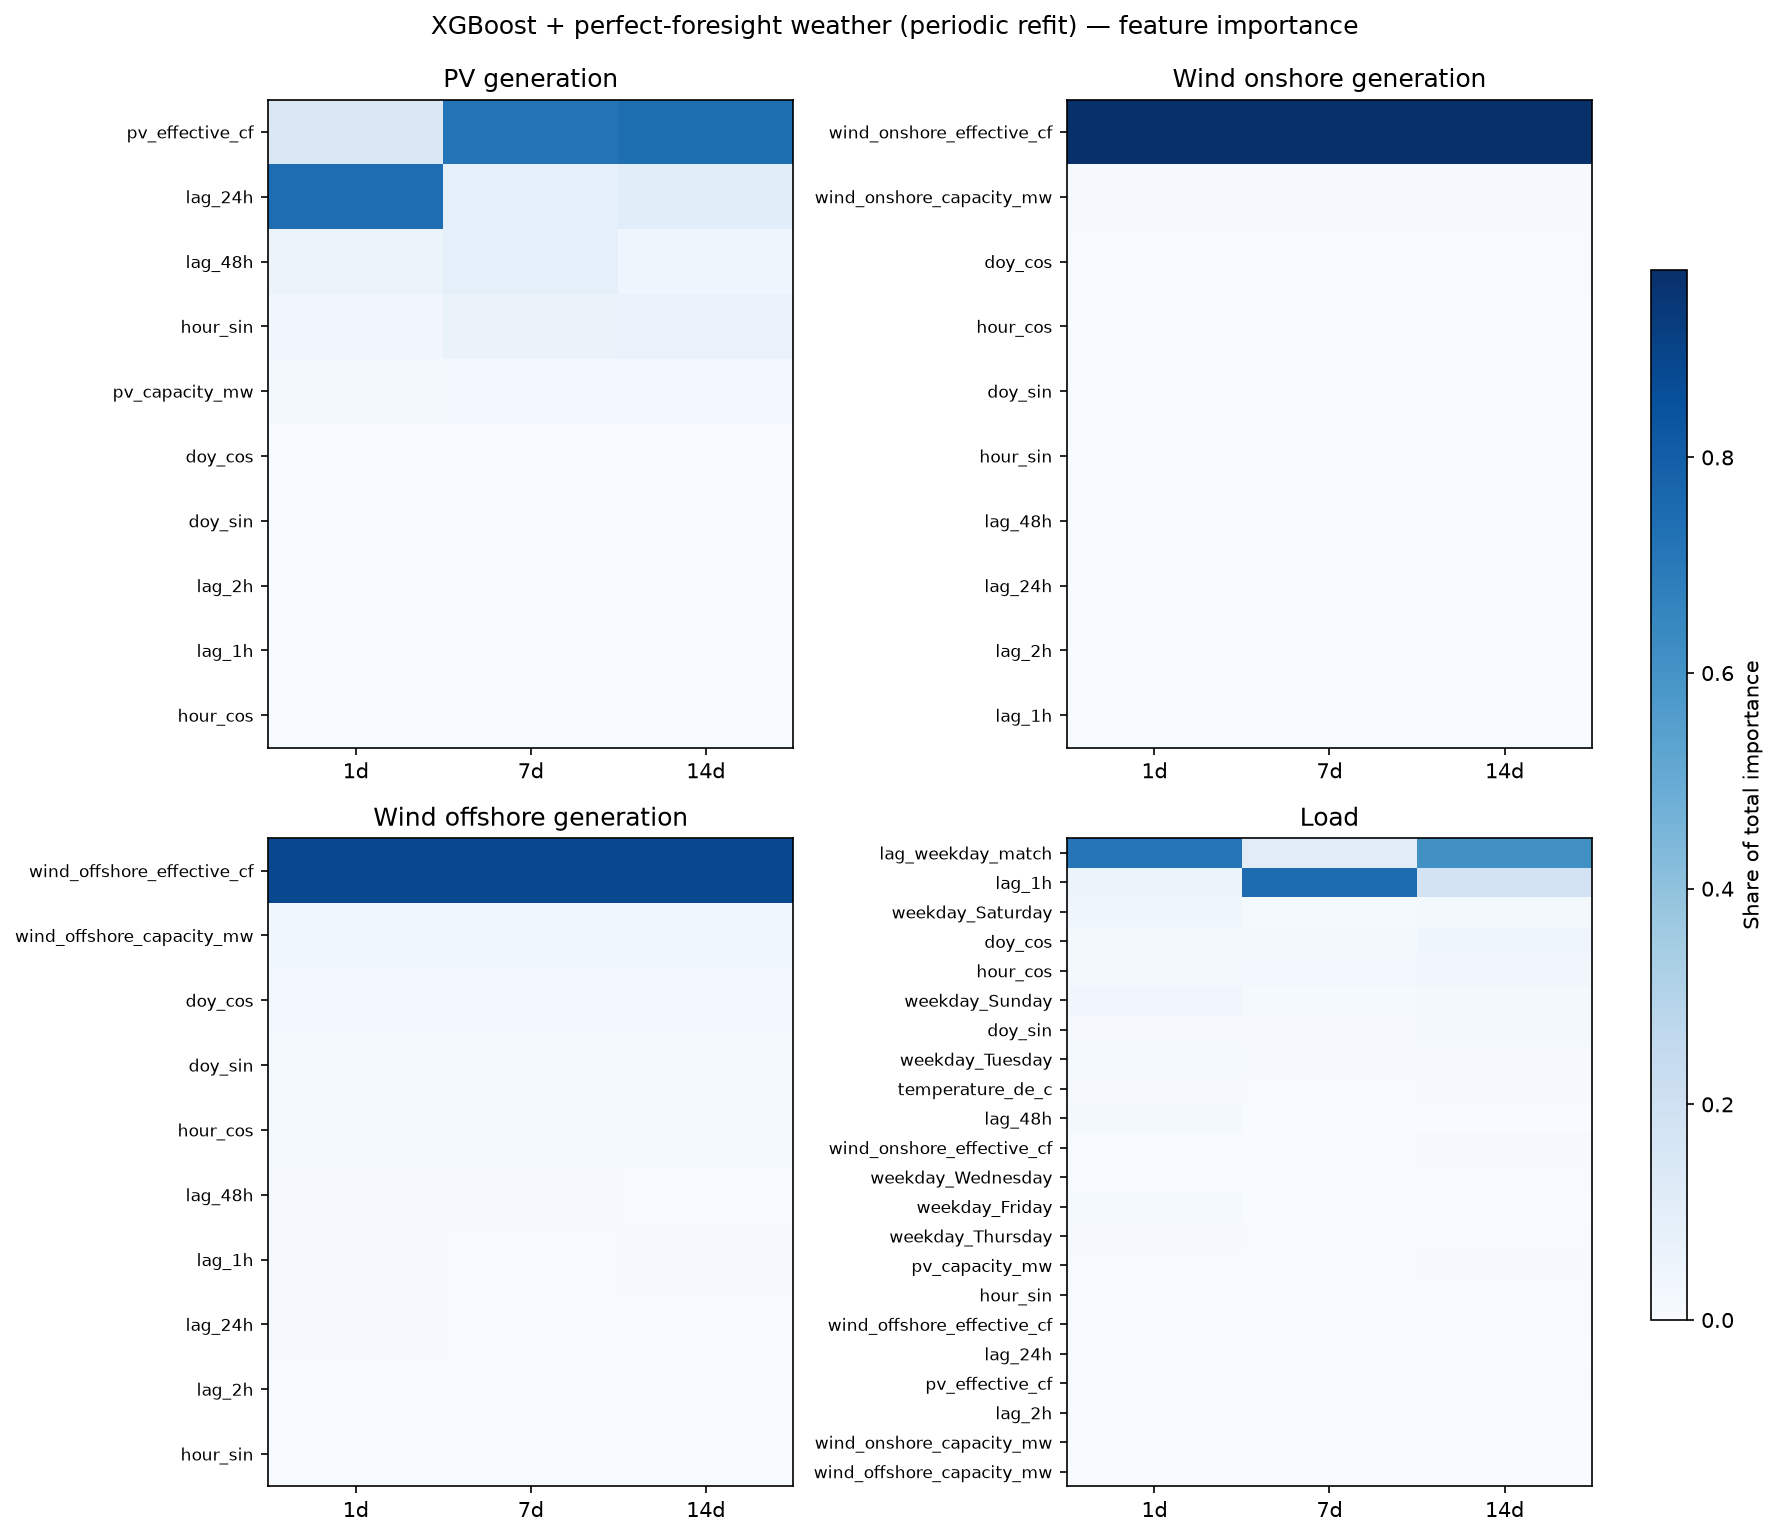 XGBoost + perfect-foresight weather (periodic refit) — feature importance
PV generation
pv_effective_cf
lag_24h
lag_48h
hour_sin
pv_capacity_mw
doy_cos
doy_sin
lag_2h
lag_1h
hour_cos
1d 7d 14d
Wind onshore generation
wind_onshore_effective_cf
wind_onshore_capacity_mw
doy_cos
hour_cos
doy_sin
hour_sin
lag_48h
lag_24h
lag_2h
lag_1h
1d 7d 14d
Wind offshore generation
wind_offshore_effective_cf
wind_offshore_capacity_mw
doy_cos
doy_sin
hour_cos
lag_48h
lag_1h
lag_24h
lag_2h
hour_sin
1d 7d 14d
Load
lag_weekday_match
lag_1h
weekday_Saturday
doy_cos
hour_cos
weekday_Sunday
doy_sin
weekday_Tuesday
temperature_de_c
lag_48h
wind_onshore_effective_cf
weekday_Wednesday
weekday_Friday
weekday_Thursday
pv_capacity_mw
hour_sin
wind_offshore_effective_cf
lag_24h
pv_effective_cf
lag_2h
wind_onshore_capacity_mw
wind_offshore_capacity_mw
1d 7d 14d
0.8
0.6
0.4
0.2
0.0
Share of total importance